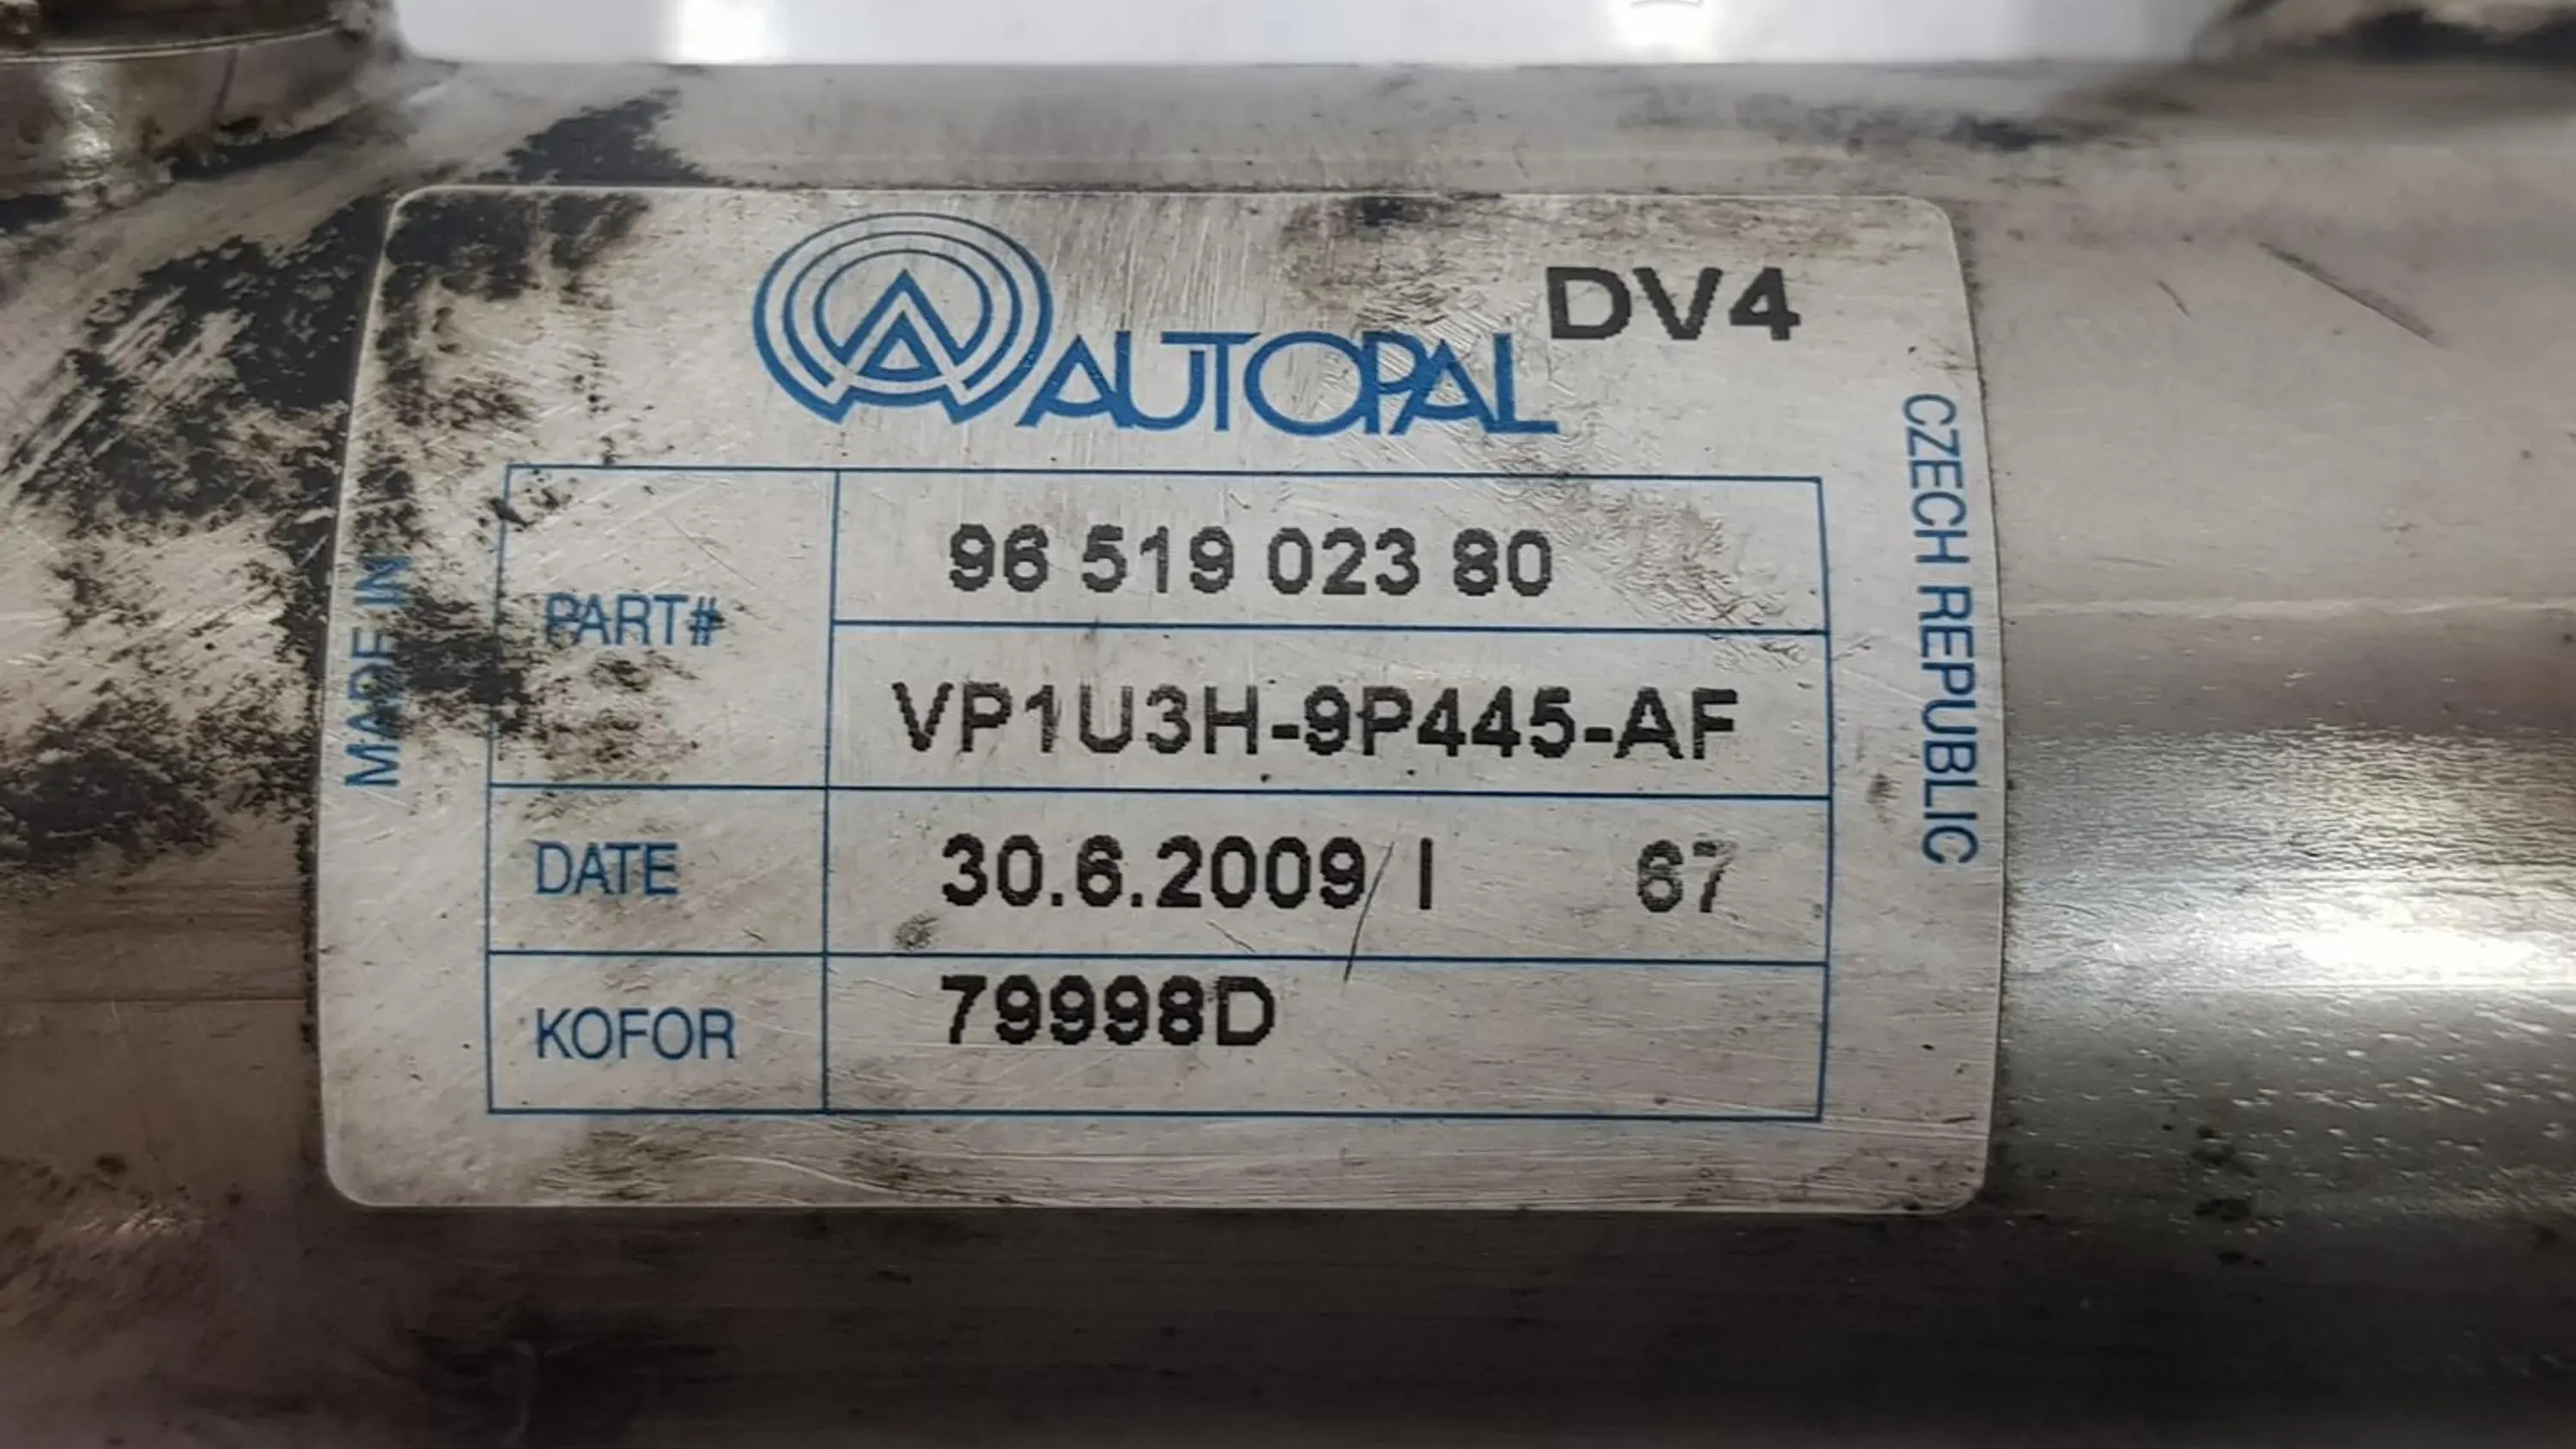 DV4
AUTOPAL
MADE IN
CZECH REPUBLIC
PART#
96 519 023 80
VP1U3H-9P445-AF
DATE
30.6.2009/ I 67
KOFOR
79998D